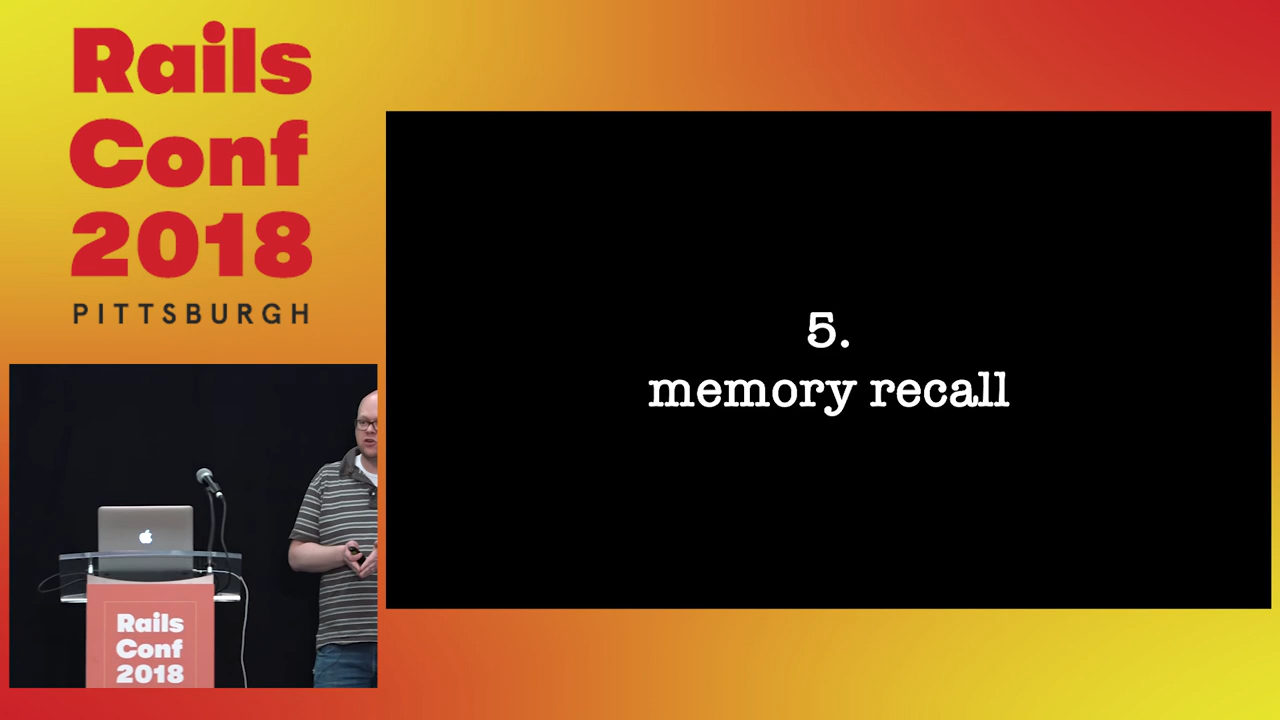 Rails
Conf
2018
PITTSBURGH
5.
memory recall
Rails
Conf
2018